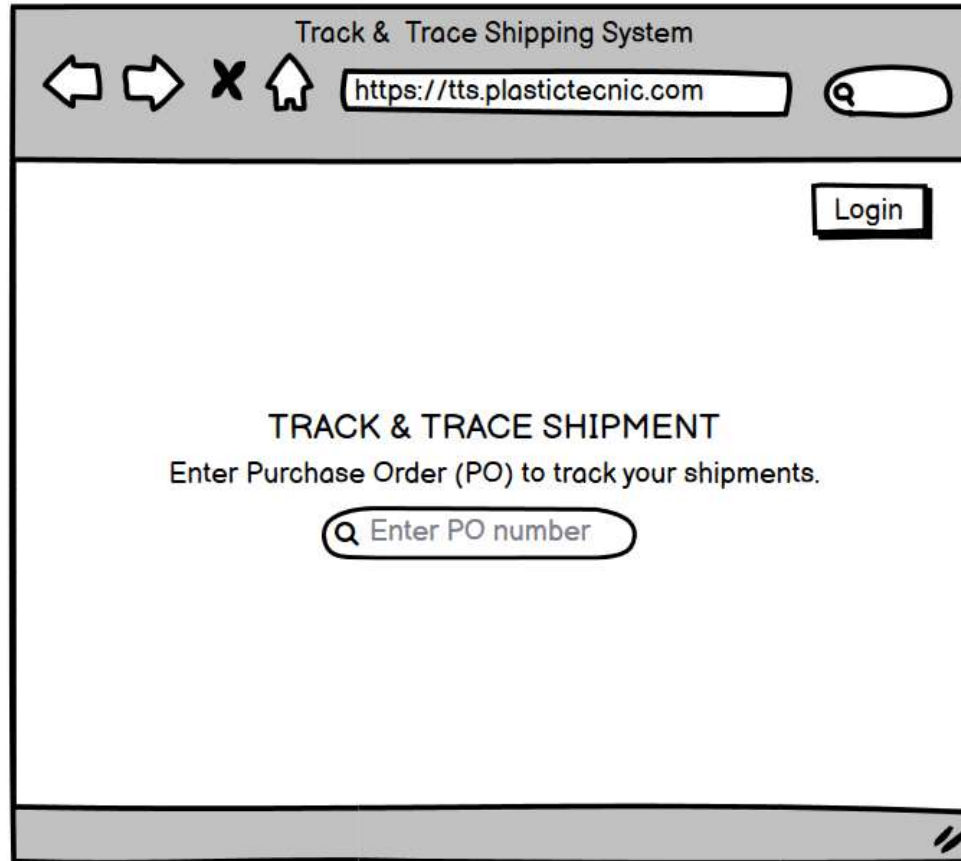 Track &  Trace Shipping System
https://tts.plastictecnic.com
Login
TRACK & TRACE SHIPMENT
Enter Purchase Order (PO) to track your shipments.
Enter PO number